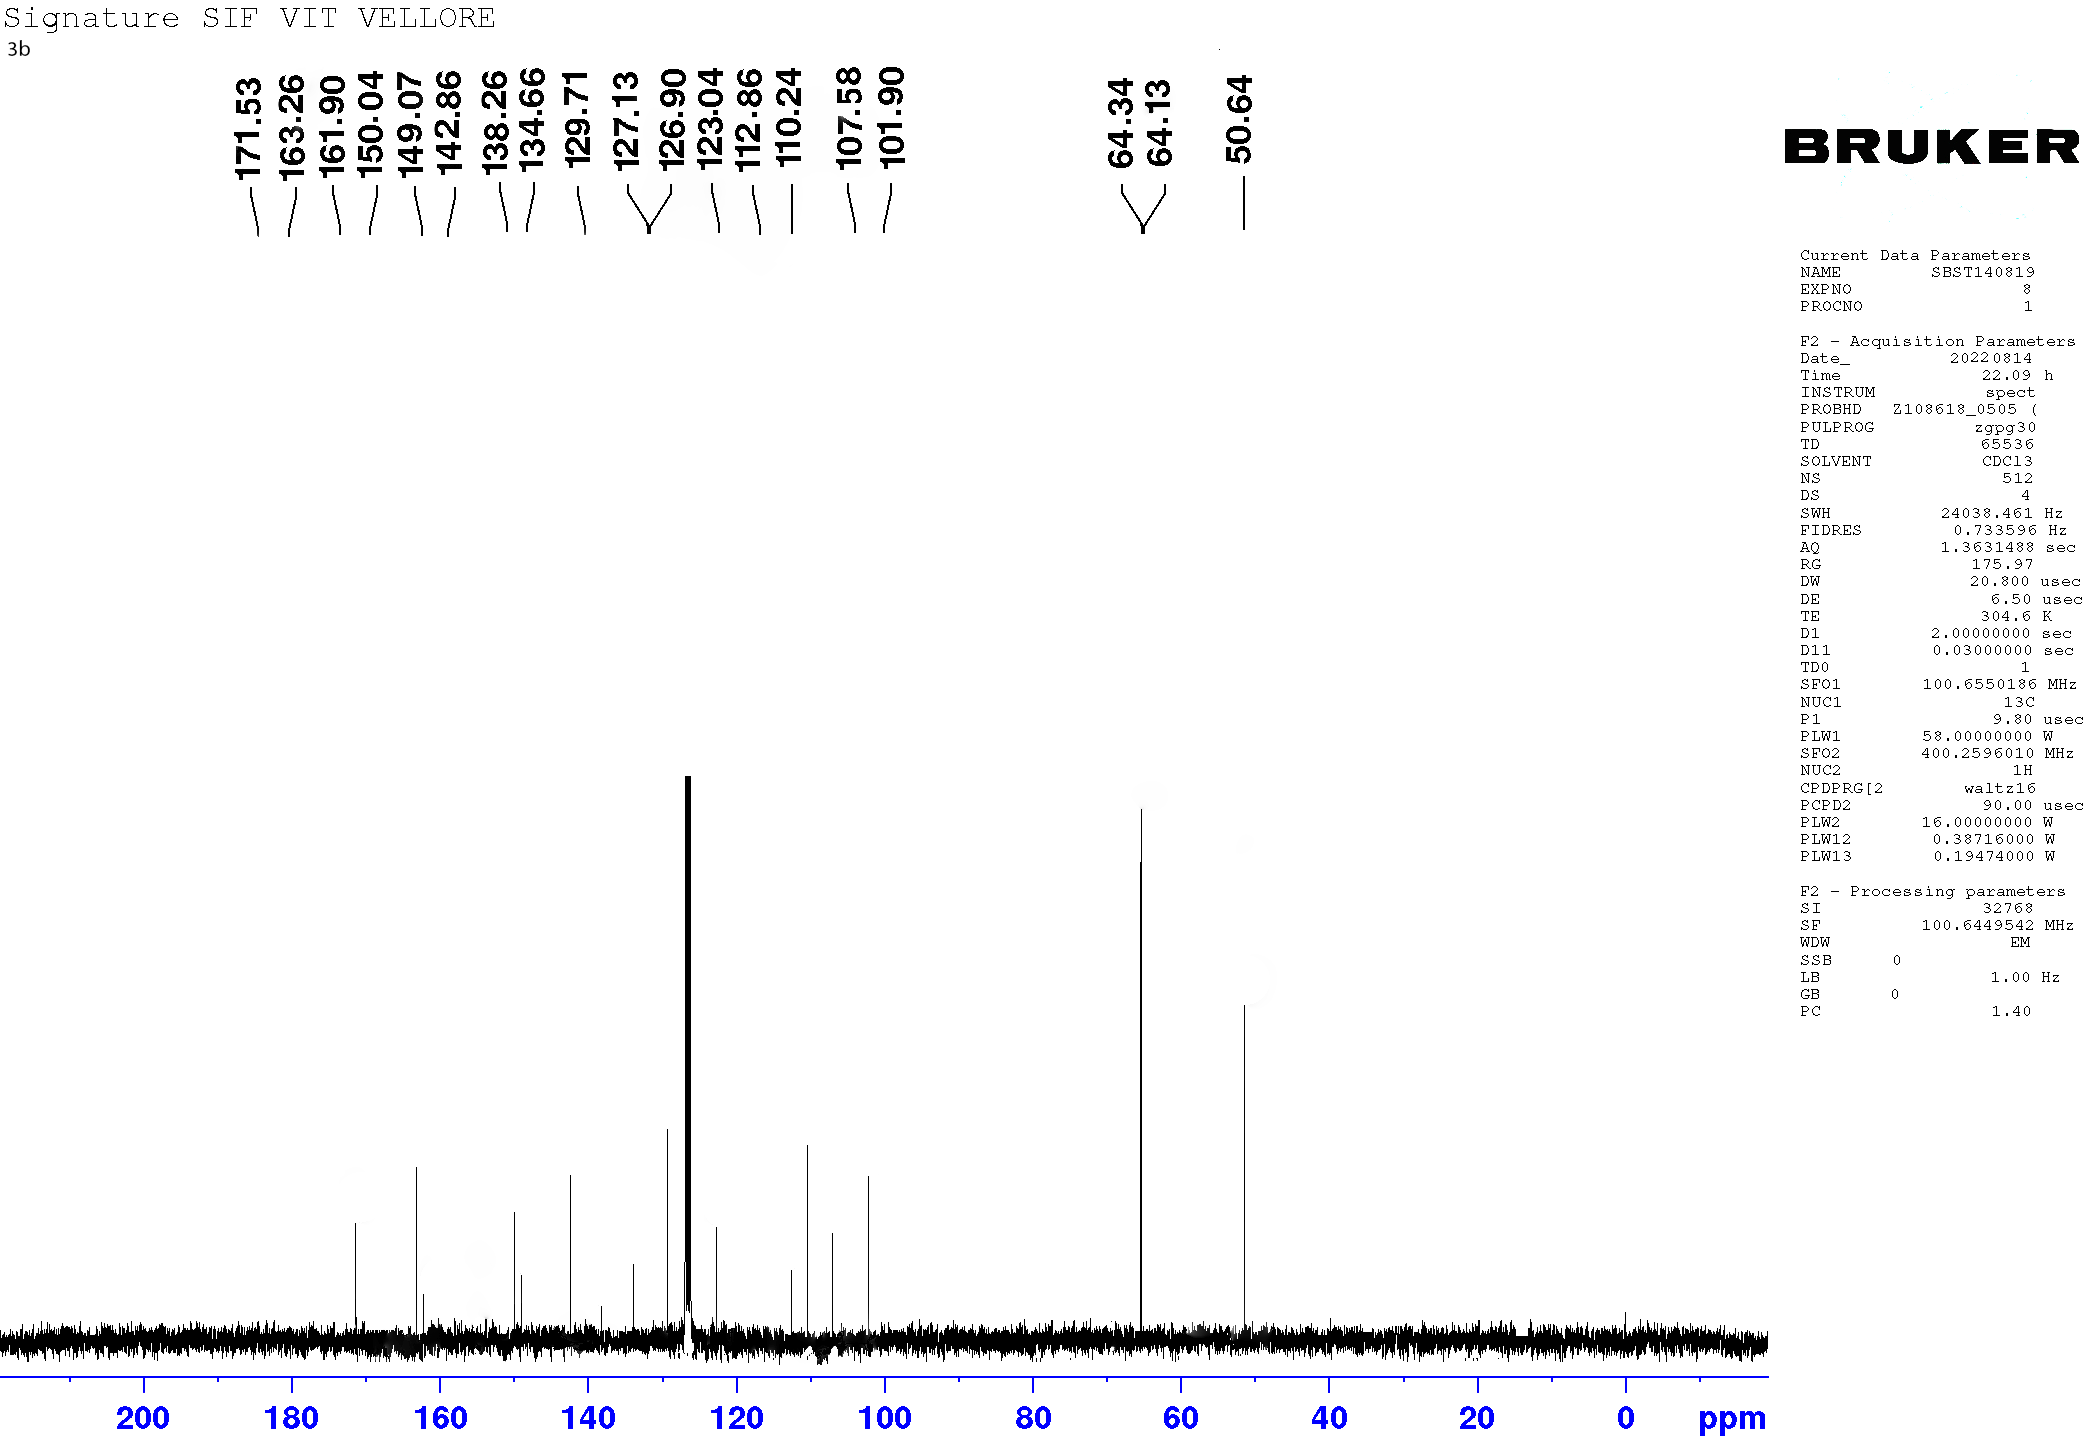 Signature SIF VIT VELLORE
3b
171.53
163.26
161.90
150.04
149.07
142.86
138.26
134.66
129.71
127.13
126.90
123.04
112.86
110.24
107.58
101.90
64.34
64.13
50.64
BRUKER
Current Data Parameters
NAME SBST140819
EXPNO 8
PROCNO 1
F2 - Acquisition Parameters
Date_ 20220814
Time 22.09 h
INSTRUM spect
PROBHD Z108618_0505 (
PULPROG zgpg30
TD 65536
SOLVENT CDCl3
NS 512
DS 4
SWH 24038.461 Hz
FIDRES 0.733596 Hz
AQ 1.3631488 sec
RG 175.97
DW 20.800 usec
DE 6.50 usec
TE 304.6 K
D1 2.00000000 sec
D11 0.03000000 sec
TD0 1
SFO1 100.6550186 MHz
NUC1 13C
P1 9.80 usec
PLW1 58.00000000 W
SFO2 400.2596010 MHz
NUC2 1H
CPDPRG[2 waltz16
PCPD2 90.00 usec
PLW2 16.00000000 W
PLW12 0.38716000 W
PLW13 0.19474000 W
F2 - Processing parameters
SI 32768
SF 100.6449542 MHz
WDW EM
SSB 0
LB 1.00 Hz
GB 0
PC 1.40
200 180 160 140 120 100 80 60 40 20 0 ppm